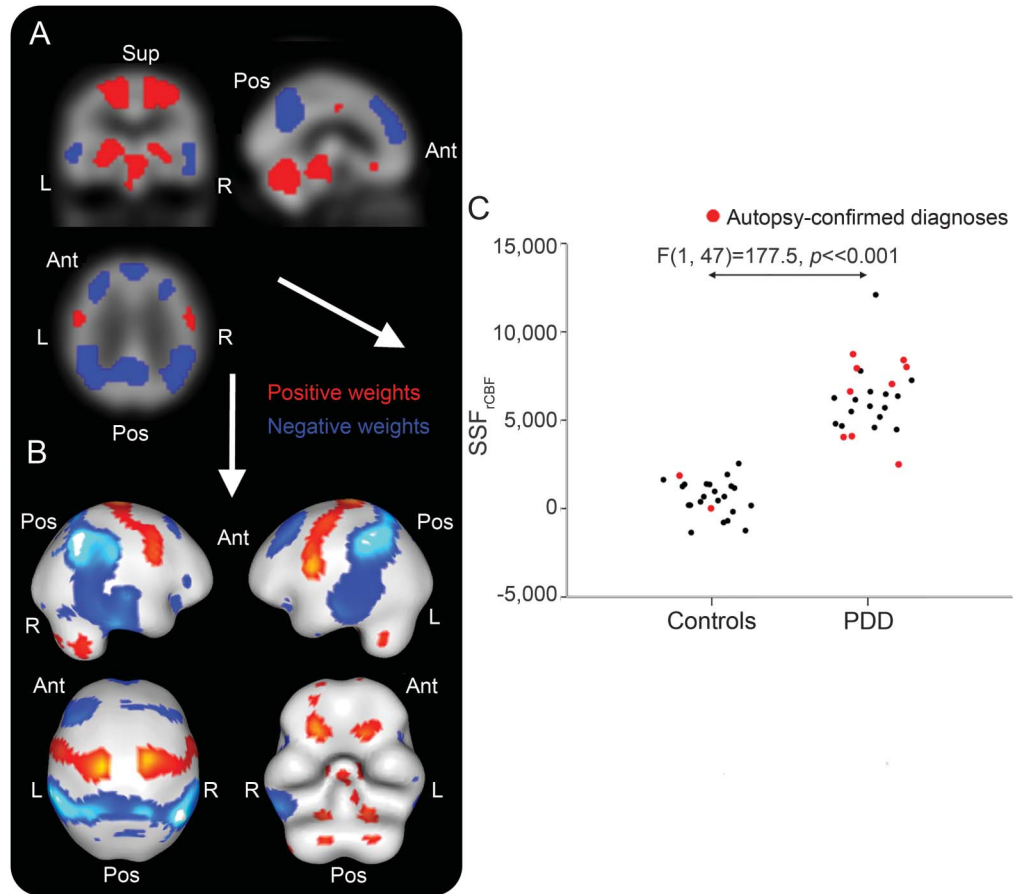 A
Sup
Pos
Ant
L
R
Ant
L
R
Pos
Positive weights
Negative weights
B
Pos
Ant
Pos
R
L
Ant
Ant
L
R
R
L
Pos
Pos
C
Autopsy-confirmed diagnoses
F(1, 47)=177.5, p<<0.001
SSFrCBF
15,000
10,000
5,000
0
-5,000
Controls
PDD